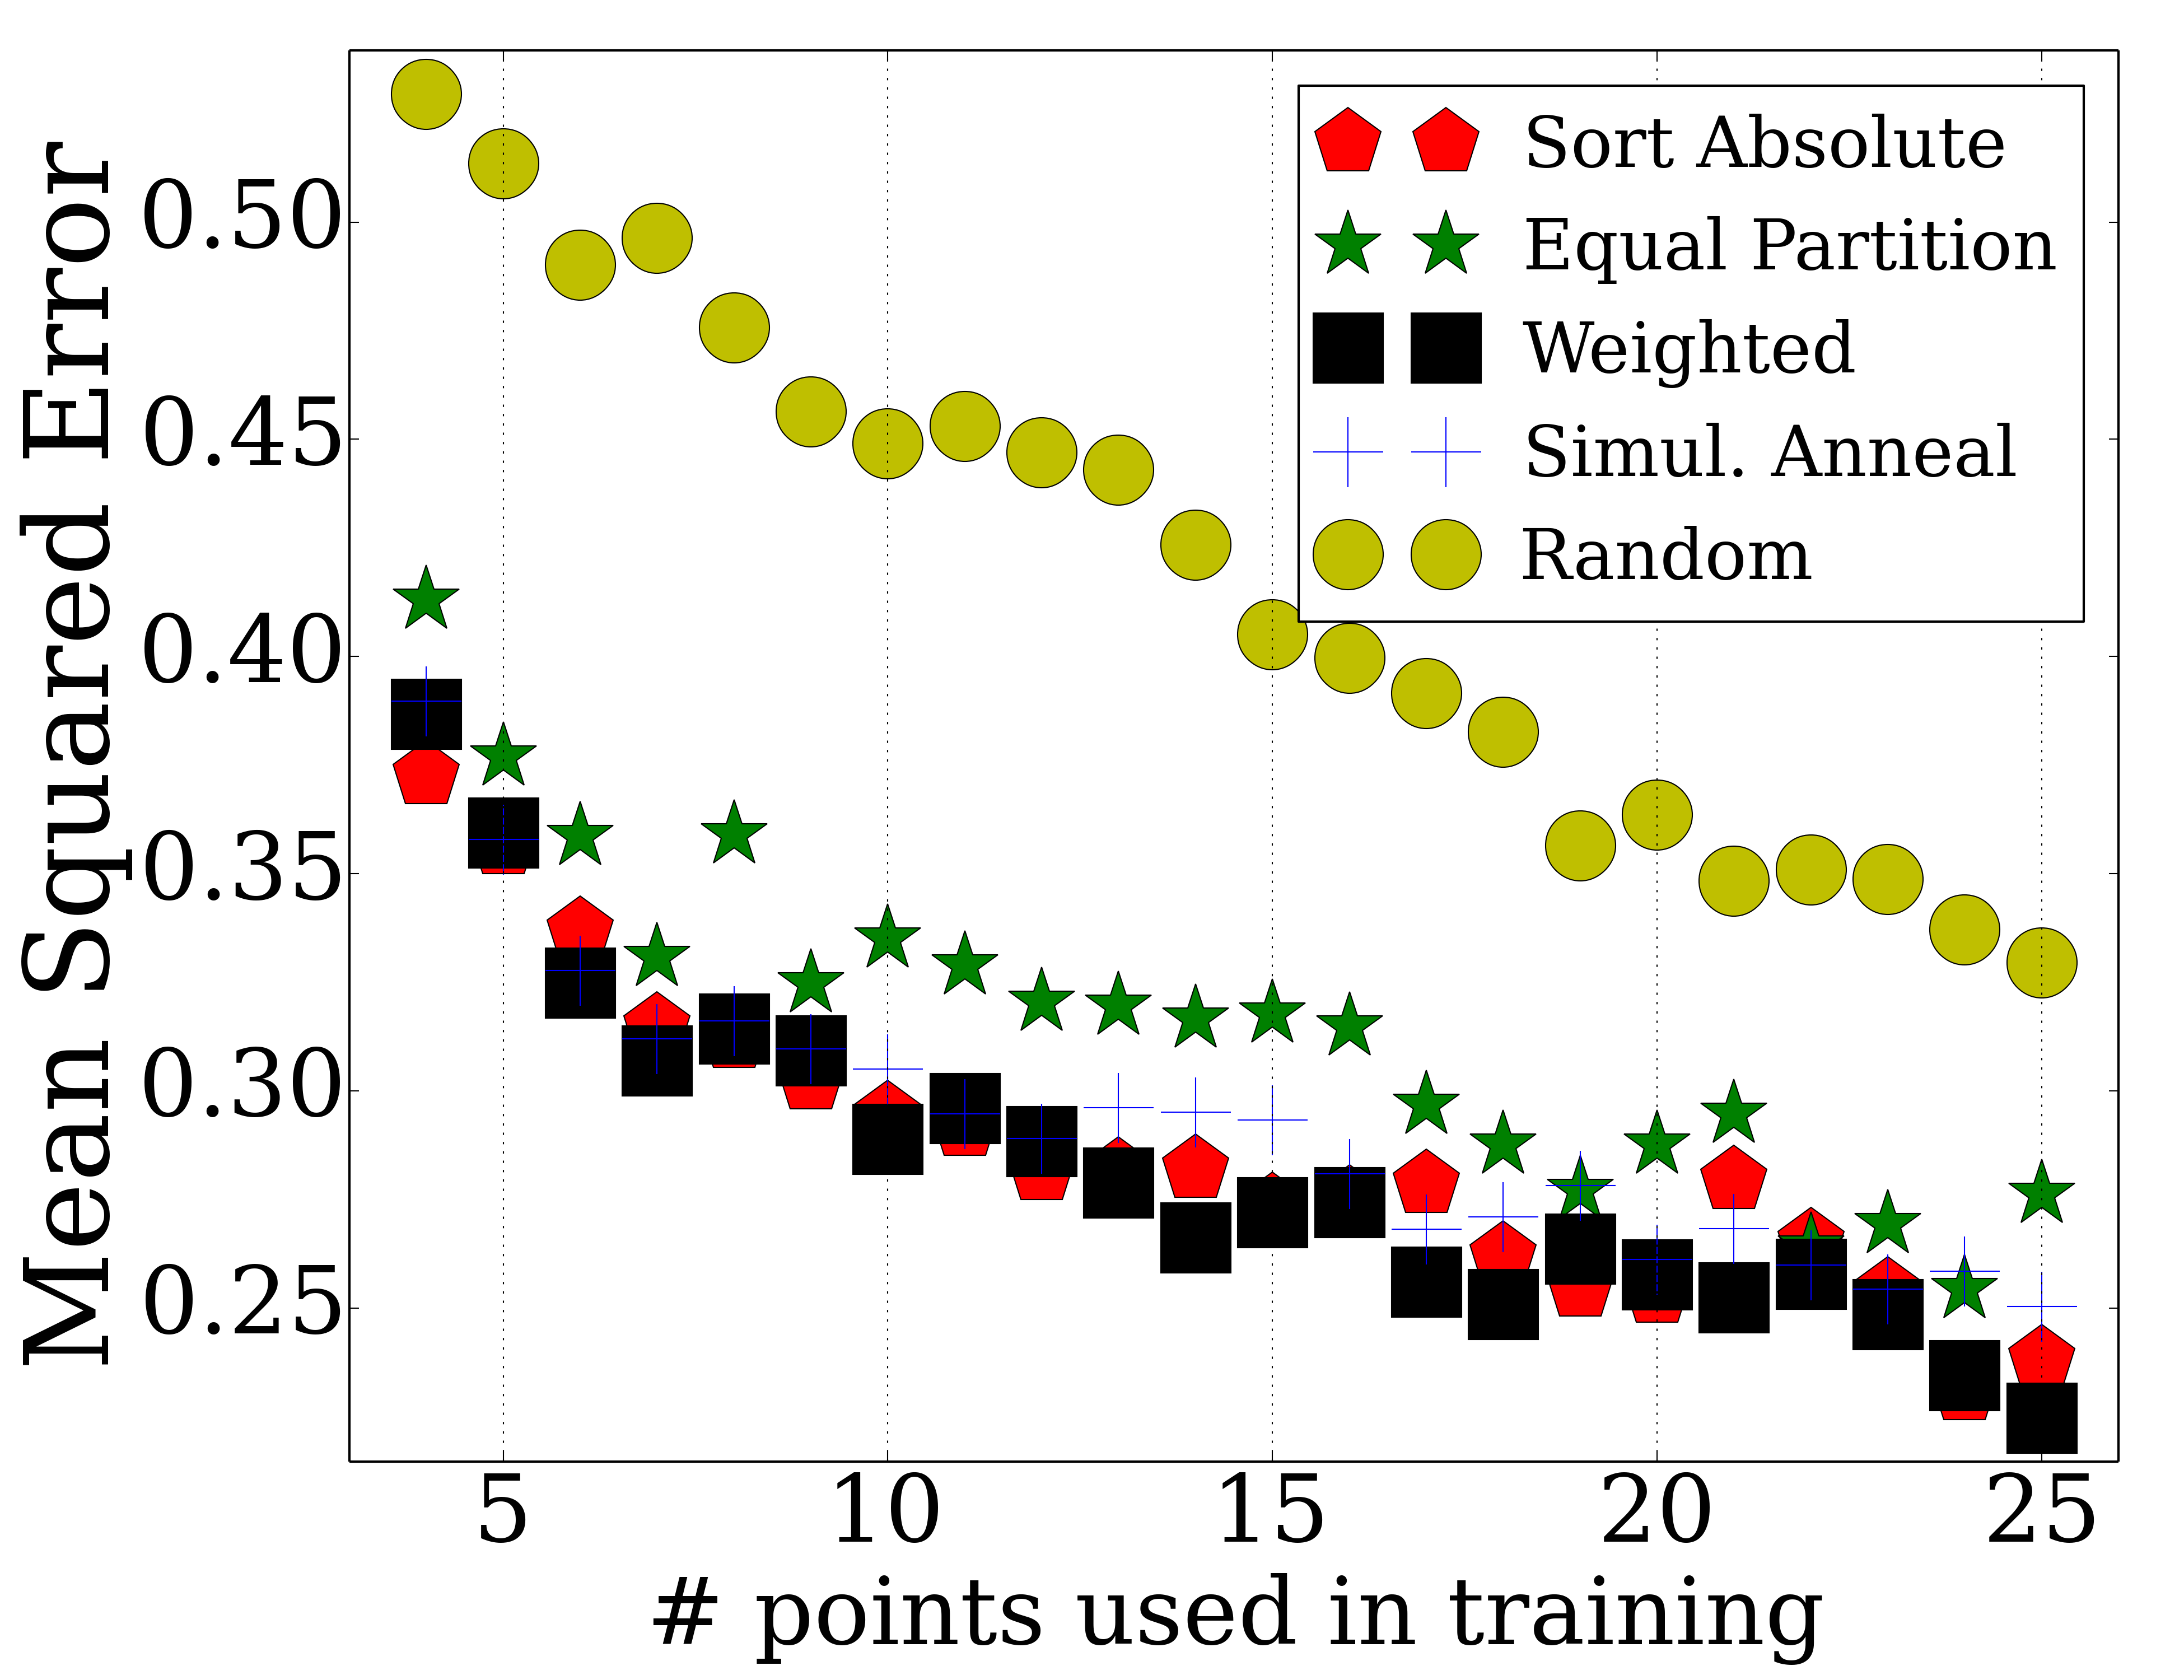 Mean Squared Error
0.50
0.45
0.40
0.35
0.30
0.25
Sort Absolute
Equal Partition
Weighted
Simul. Anneal
Random
5 10 15 20 25
# points used in training